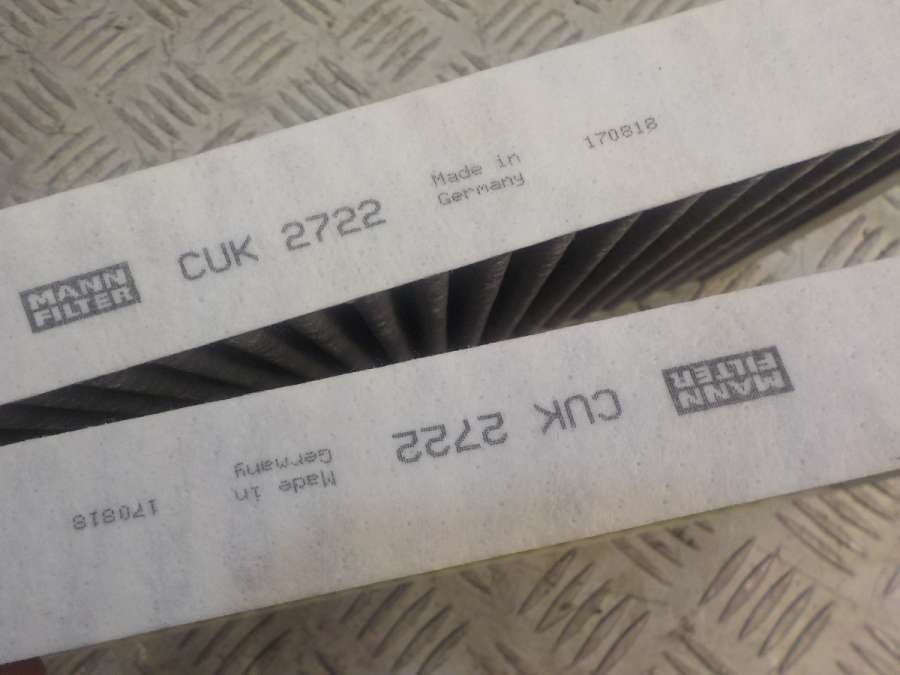 MANN
FILTER
CUK 2722
Made in
Germany
170818
MANN
FILTER
CUK 2722
Made in
Germany
170818